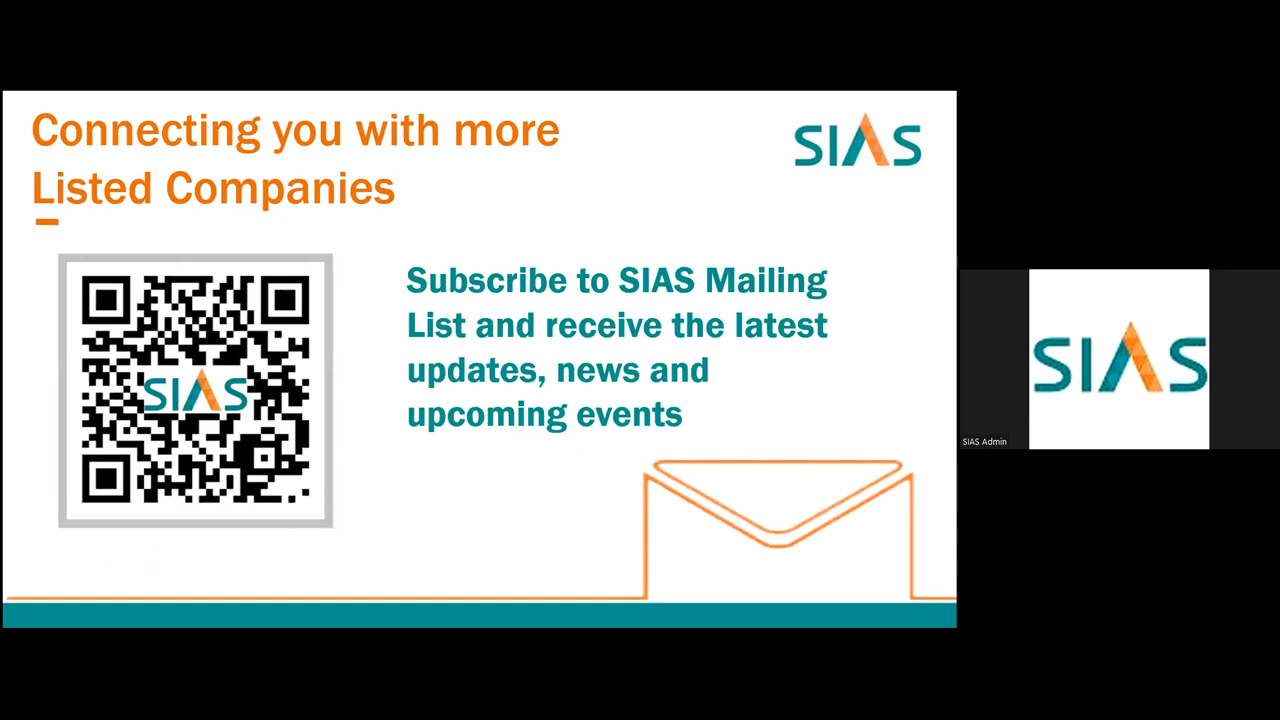 Connecting you with more
Listed Companies
SIAS
Subscribe to SIAS Mailing
List and receive the latest
updates, news and
upcoming events
SIAS
SIAS
SIAS Admin